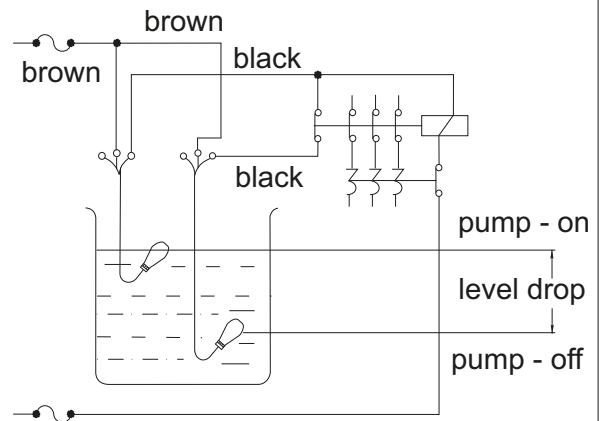 brown
brown
black
black
pump - on
level drop
pump - off